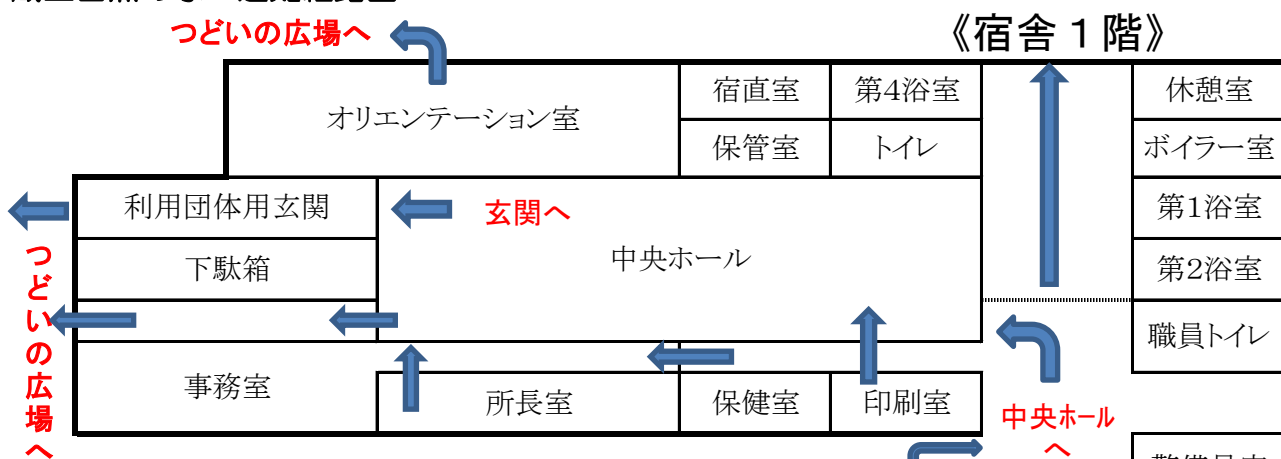 つどいの広場へ
《宿舎1階》
オリエンテーション室
宿直室
第4浴室
休憩室
保管室
トイレ
ボイラー室
利用団体用玄関
玄関へ
第1浴室
下駄箱
中央ホール
第2浴室
つどいの広場へ
職員トイレ
事務室
所長室
保健室
印刷室
中央ホール
へ